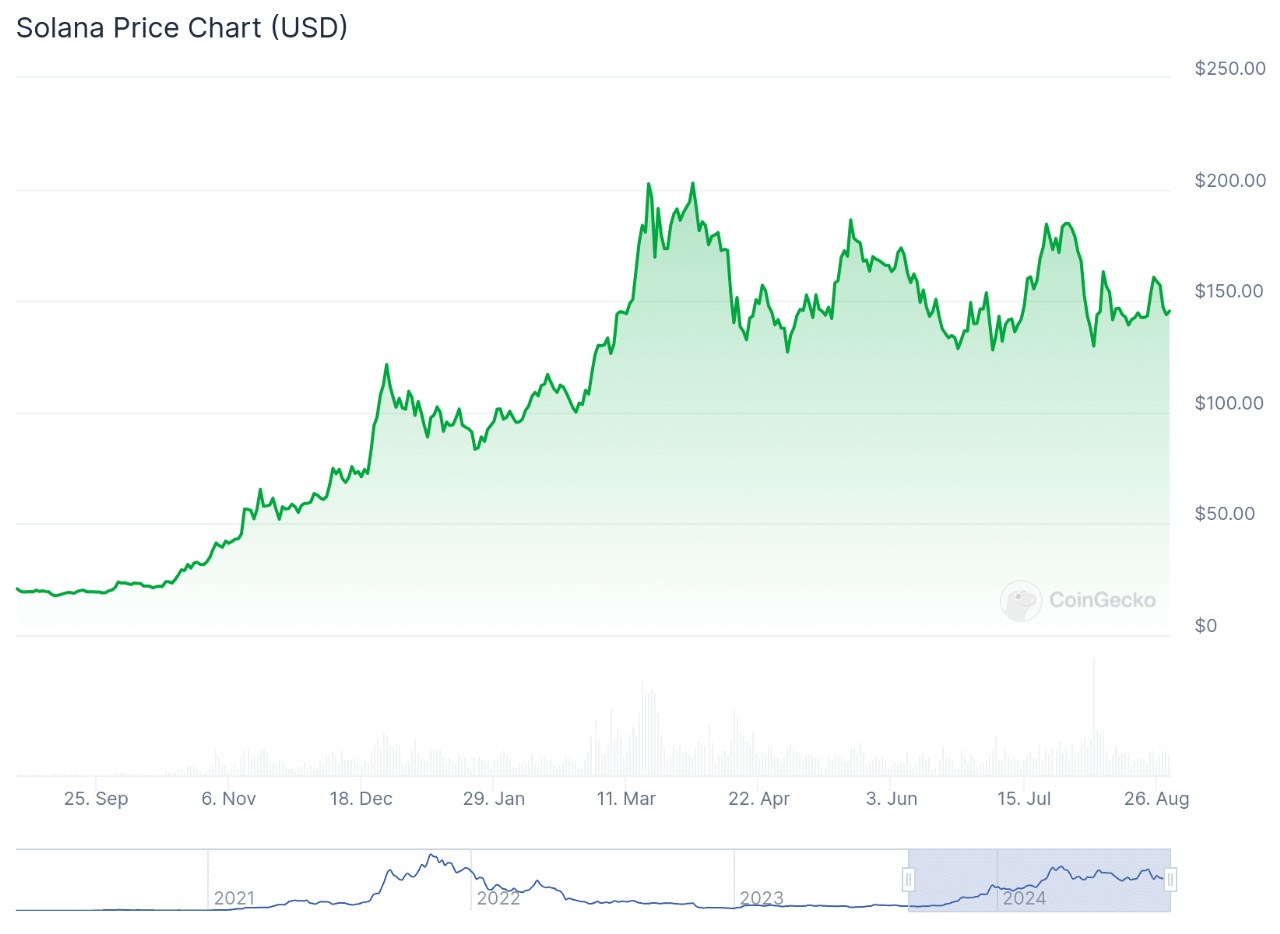 Solana Price Chart (USD)
$250.00
$200.00
$150.00
$100.00
$50.00
CoinGecko
$0
25. Sep 6. Nov 18. Dec 29. Jan 11. Mar 22. Apr 3. Jun 15. Jul 26. Aug
2021 2022 2023 2024